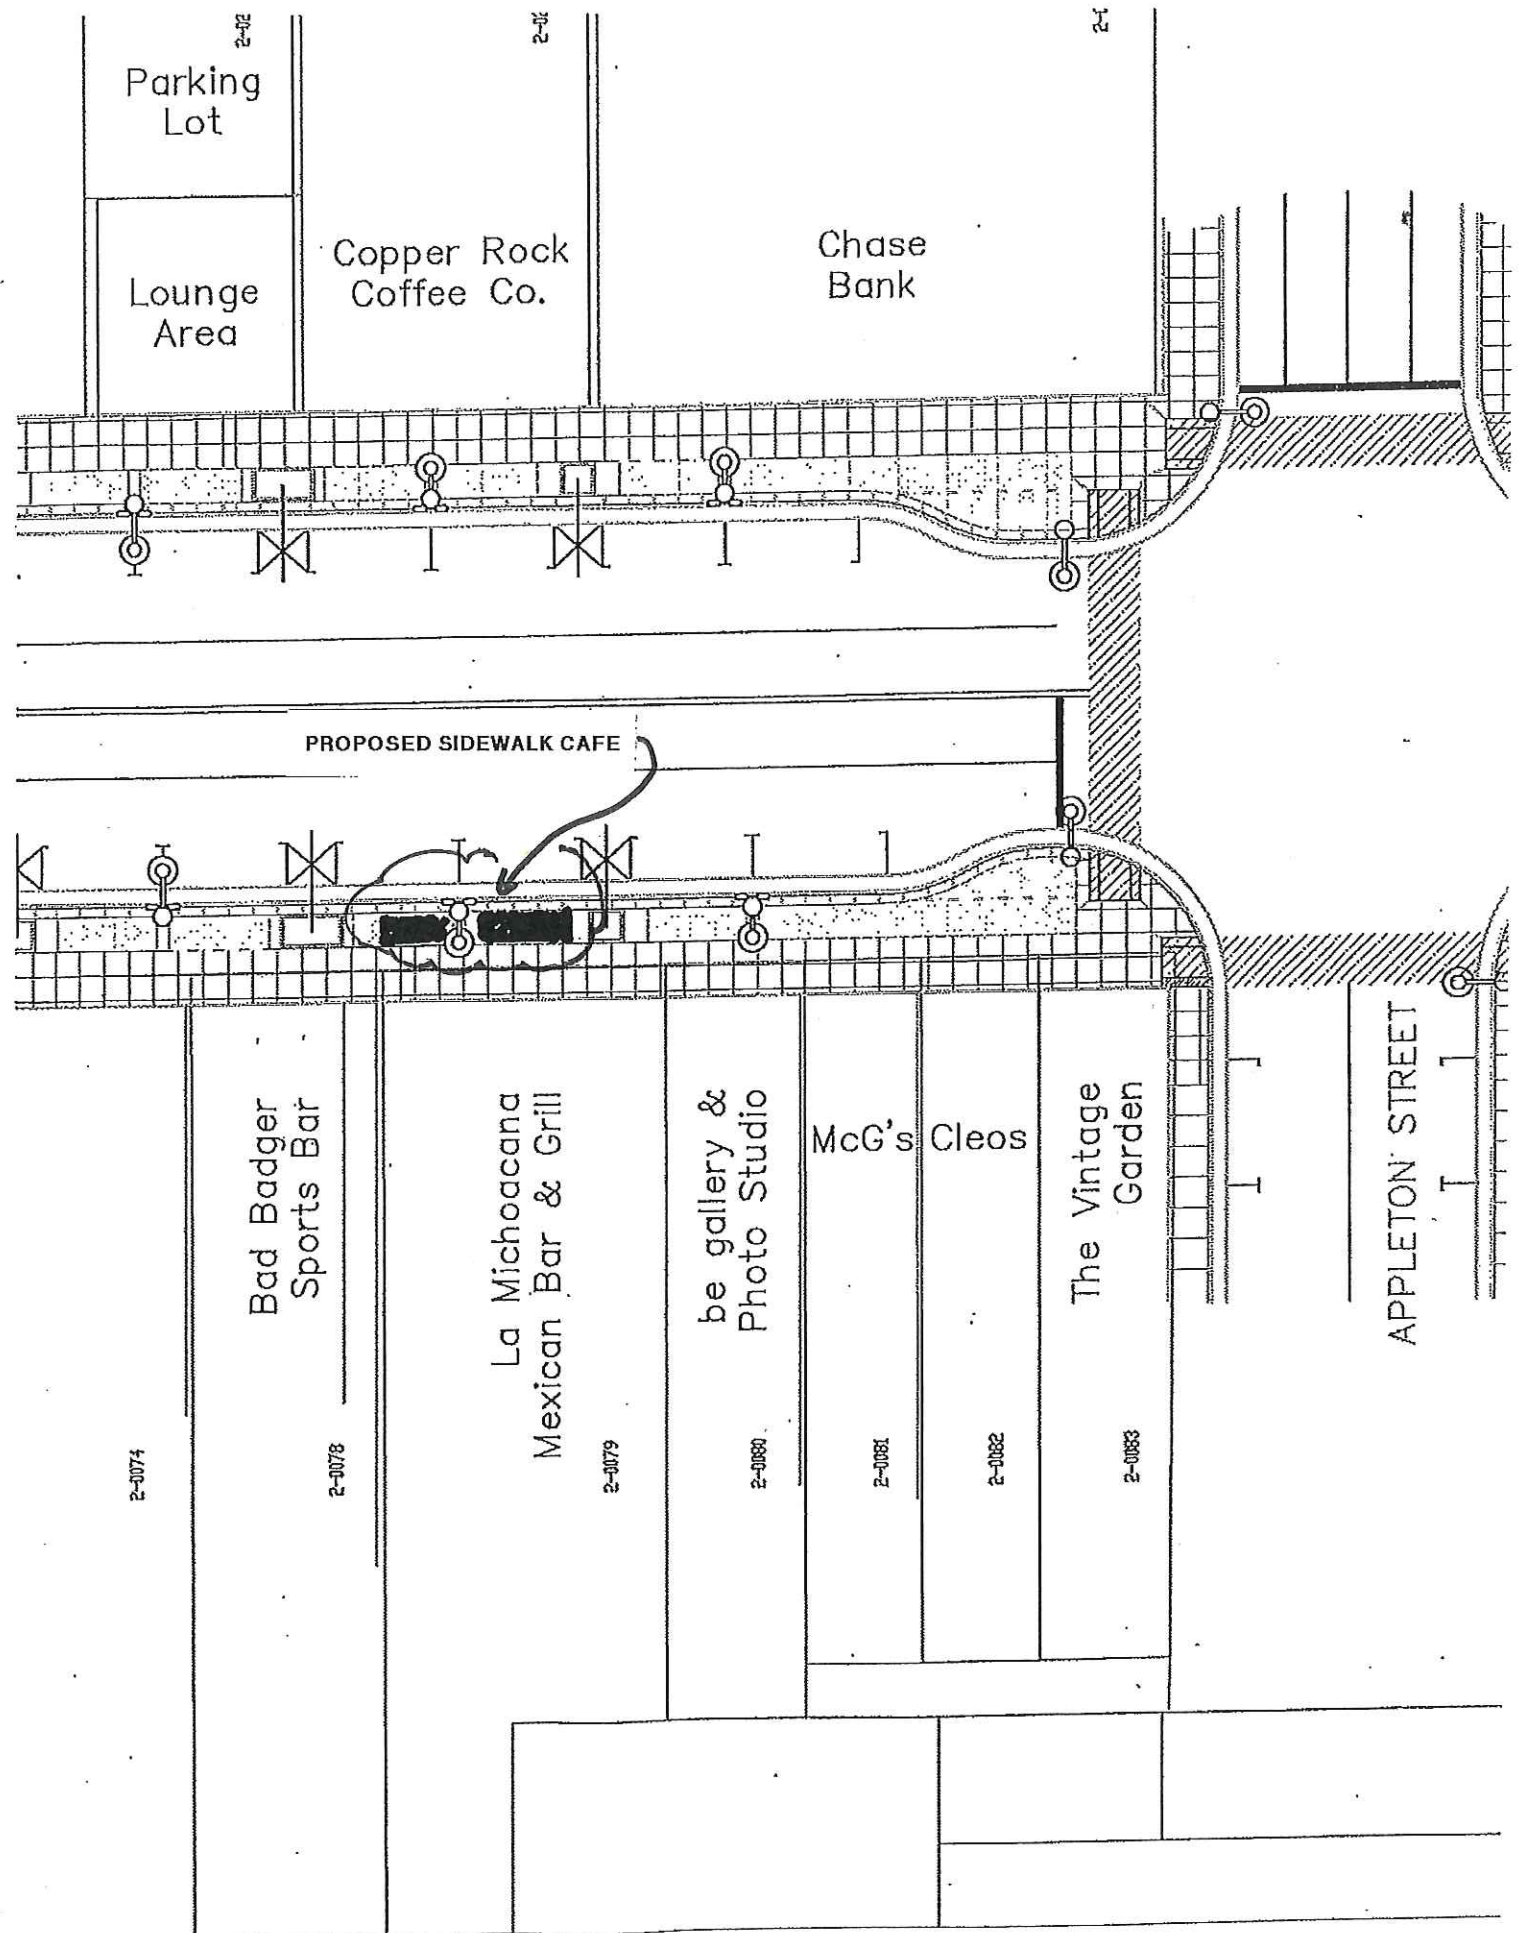 Parking
Lot
Lounge
Area
Copper Rock
Coffee Co.
Chase
Bank
PROPOSED SIDEWALK CAFE
Bad Badger
Sports Bar
La Michoacana
Mexican Bar & Grill
be gallery &
Photo Studio
McG's
Cleos
The Vintage
Garden
APPLETON STREET
2-0074
2-0078
2-0079
2-0080
2-0081
2-0082
2-0083